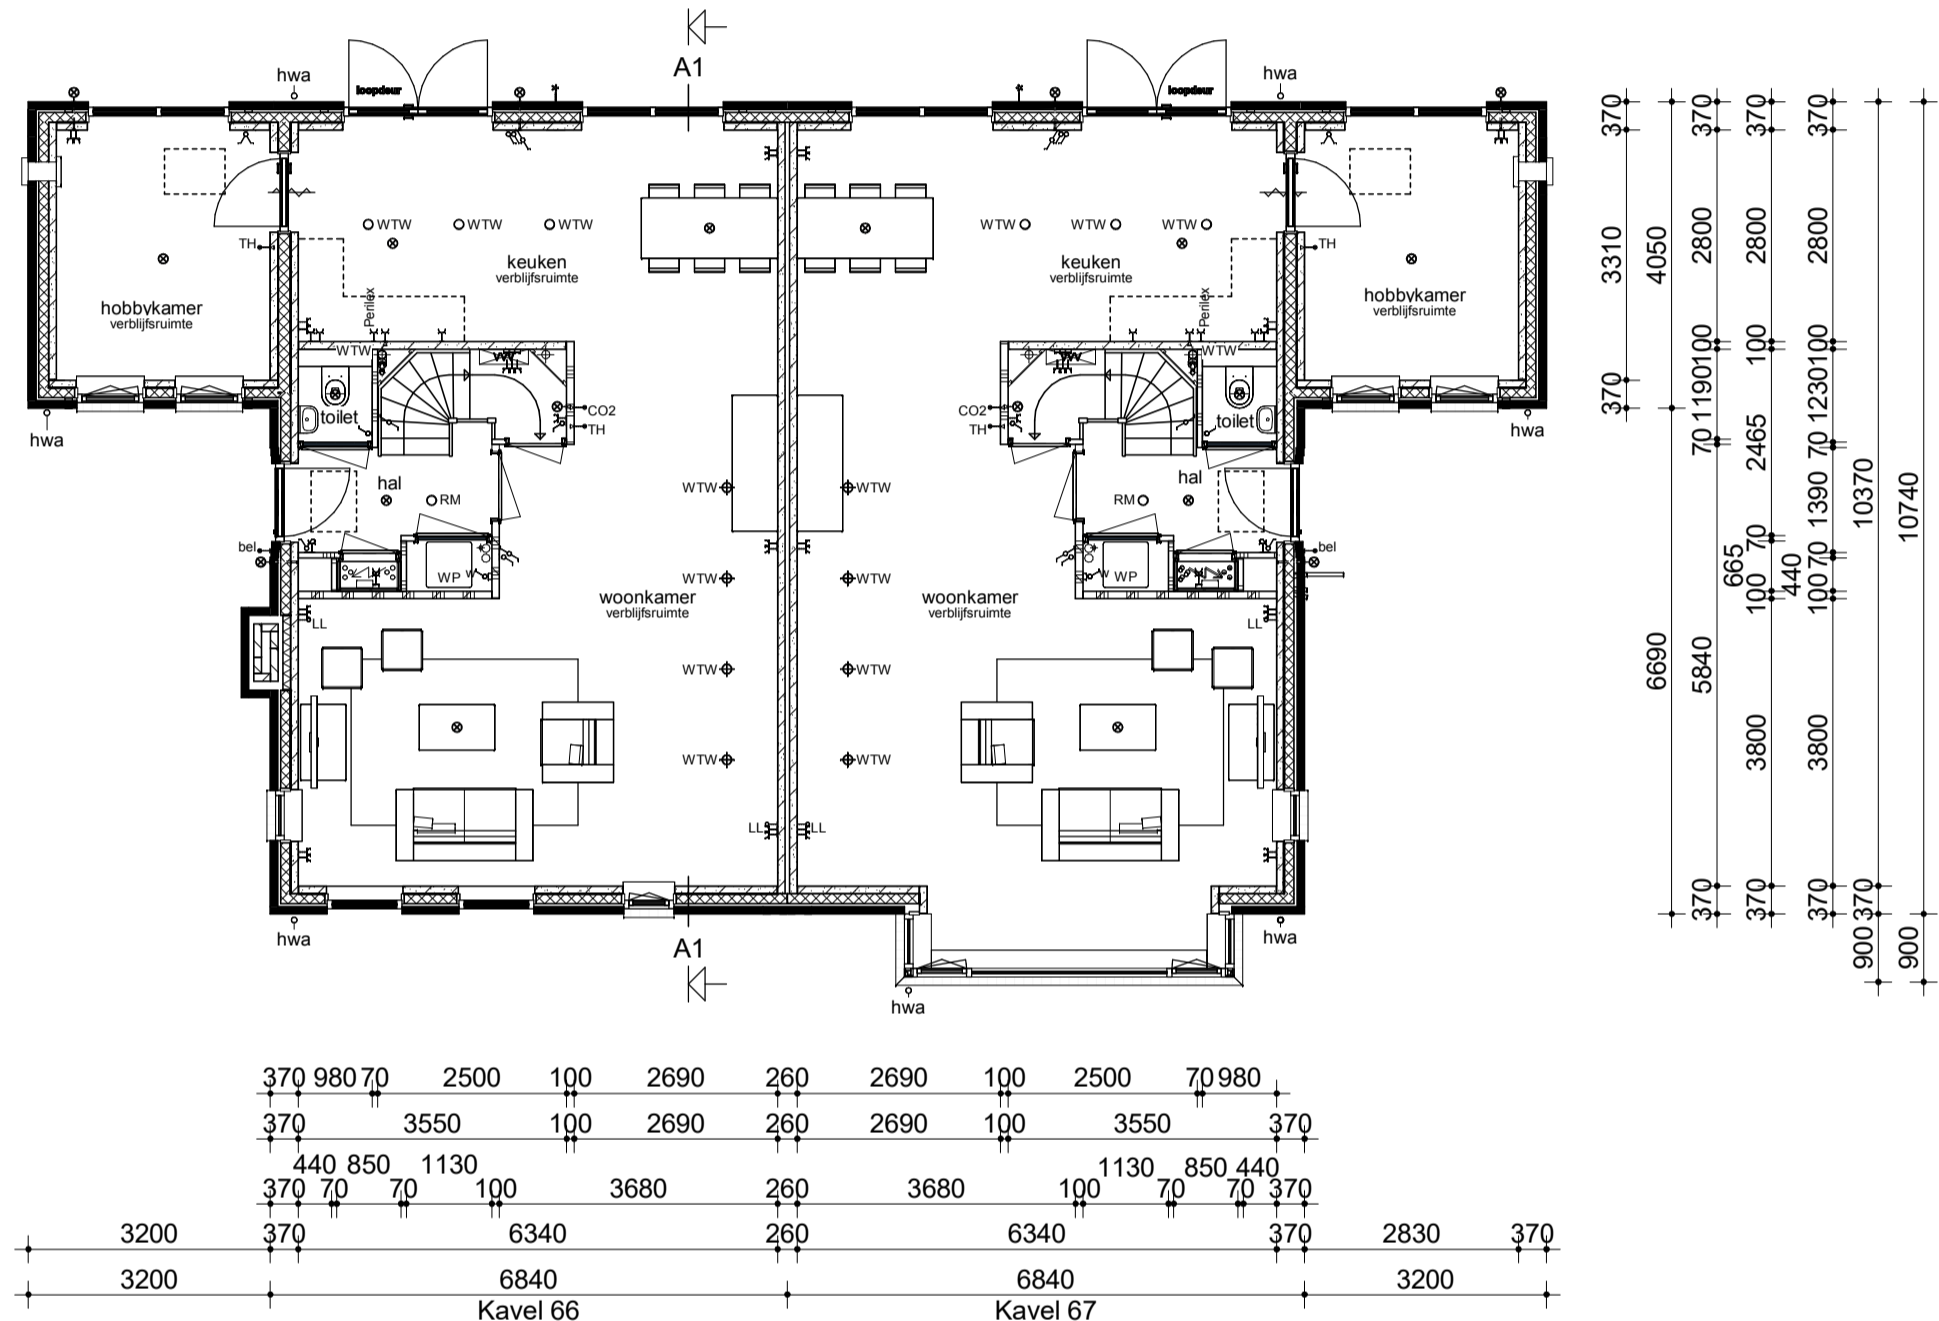 A1
hwa
hwa
loopdeur
loopdeur
WTW WTW WTW
WTW WTW WTW
TH
TH
keuken
verblijfsruimte
keuken
verblijfsruimte
hobbykamer
verblijfsruimte
hobbykamer
verblijfsruimte
Perilex
Perilex
WTW
WTW
toilet
CO2
TH
CO2
TH
toilet
hwa
hwa
hal
RM
WTW
WTW
RM
hal
bel
WP
WTW
WTW
WP
bel
woonkamer
verblijfsruimte
woonkamer
verblijfsruimte
LL
LL
WTW
WTW
WTW
WTW
LL
LL
hwa
A1
hwa
hwa
370 3310 370
4050 6690
370 2800 100 1190 70 5840 370
665
370 2800 100 2465 70 100 3800 370
440
370 2800 100 1230 70 1390 70 100 3800 370
10370 370 900
10740 900
370 980 70 2500 100 2690 260 2690 100 2500 70 980
370 3550 100 2690 260 2690 100 3550 370
440 850 1130 1130 850 440
370 70 70 100 3680 260 3680 100 70 70 370
3200 370 6340 260 6340 370 2830 370
3200 6840 6840 3200
Kavel 66 Kavel 67